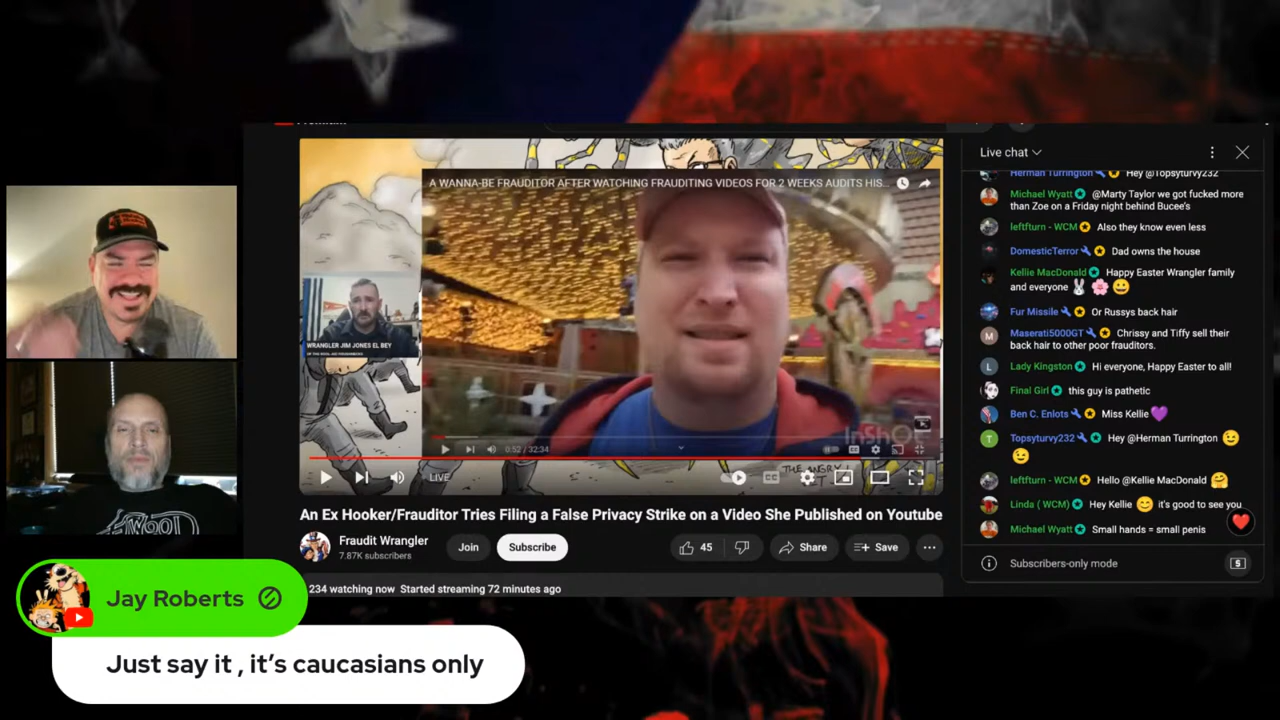 A WANNA-BE FRAUDITOR AFTER WATCHING FRAUDITING VIDEOS FOR 2 WEEKS AUDITS HIS...
WRANGLER JIM JONES EL BEY
0:52 / 32:34
InShOt
LIVE
An Ex Hooker/Frauditor Tries Filing a False Privacy Strike on a Video She Published on Youtube
Fraudit Wrangler
7.87K subscribers
Join
Subscribe
45
Share
Save
234 watching now Started streaming 72 minutes ago
Live chat
Herman Turrington Hey @Topsyturvy232
Michael Wyatt @Marty Taylor we got fucked more
than Zoe on a Friday night behind Bucee's
leftfturn - WCM Also they know even less
DomesticTerror Dad owns the house
Kellie MacDonald Happy Easter Wrangler family
and everyone 🐰 🌸 😀
Fur Missile Or Russys back hair
Maserati5000GT Chrissy and Tiffy sell their
back hair to other poor frauditors.
Lady Kingston Hi everyone, Happy Easter to all!
Final Girl this guy is pathetic
Ben C. Enlots Miss Kellie 💜
Topsyturvy232 Hey @Herman Turrington 😉
😉
leftfturn - WCM Hello @Kellie MacDonald 🤗
Linda ( WCM) Hey Kellie 😊 it's good to see you
Michael Wyatt Small hands = small penis
Subscribers-only mode
Jay Roberts
Just say it , it's caucasians only